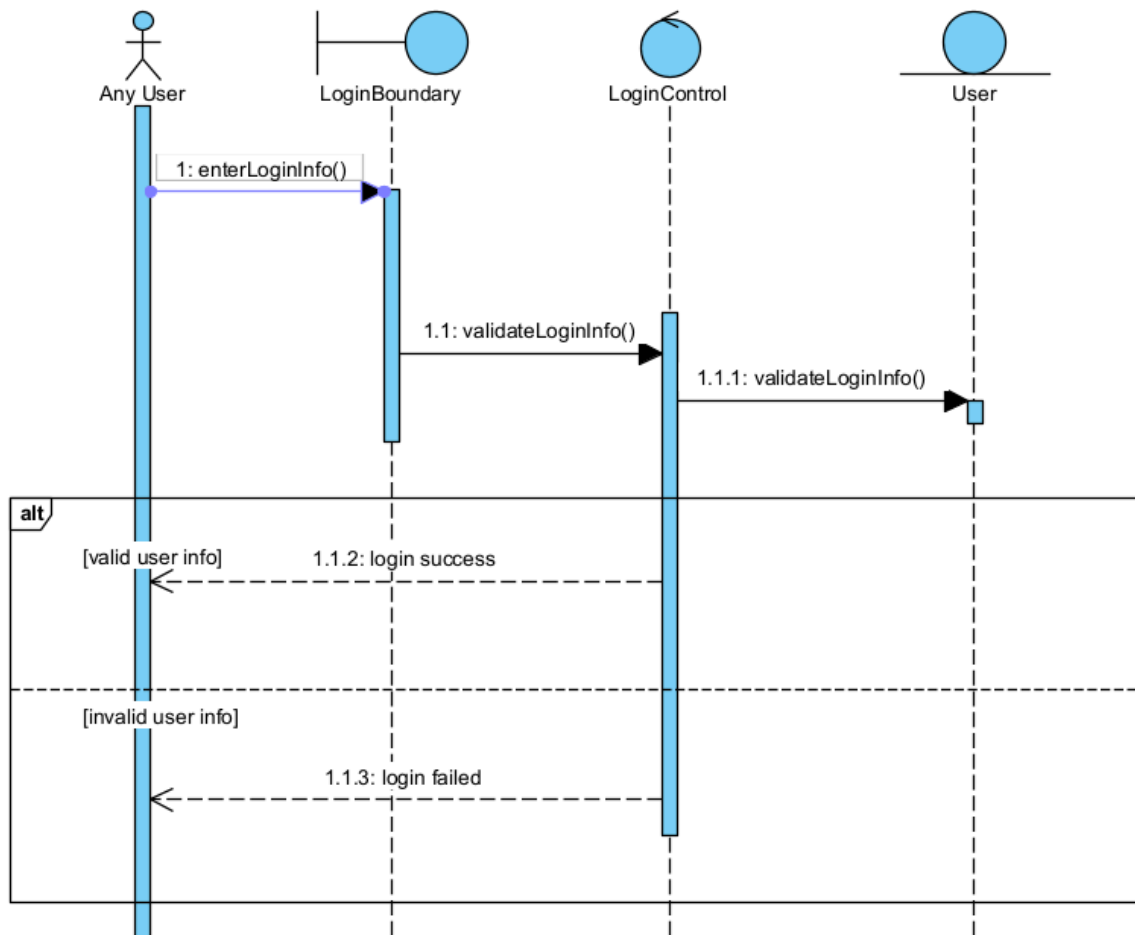 Any User
LoginBoundary
LoginControl
User
1: enterLoginInfo()
1.1: validateLoginInfo()
1.1.1: validateLoginInfo()
alt
[valid user info]
1.1.2: login success
[invalid user info]
1.1.3: login failed